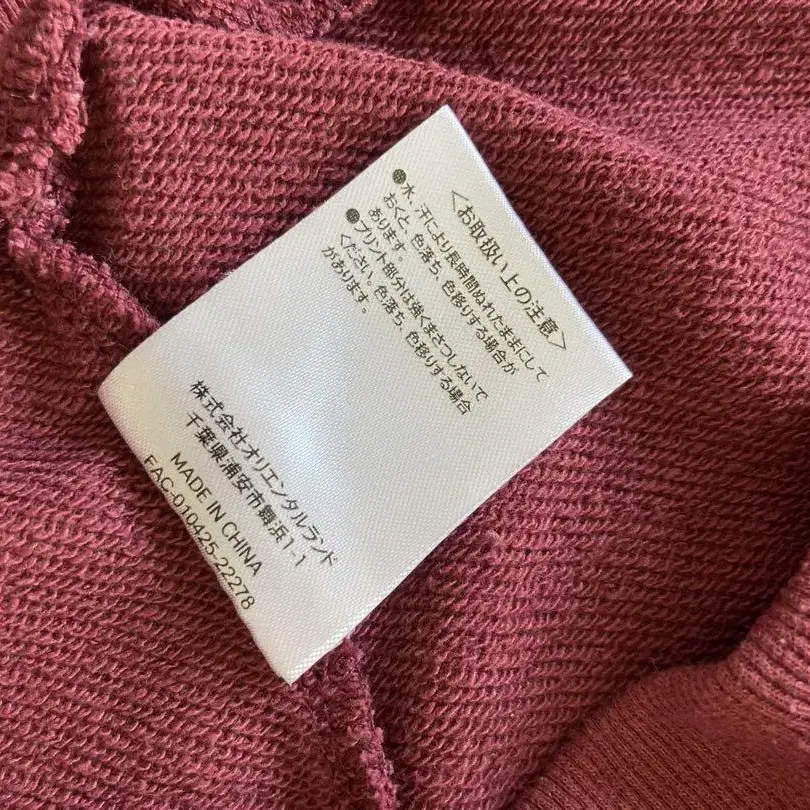 〈お取扱い上の注意〉
●水、汗により長時間ぬれたままにして
おくと、色落ち、色移りする場合が
あります。
●プリント部分は強くまさつしないで
ください。色落ち、色移りする場合
があります。
株式会社オリエンタルランド
千葉県浦安市舞浜1-1
MADE IN CHINA
FAC-010425-22278